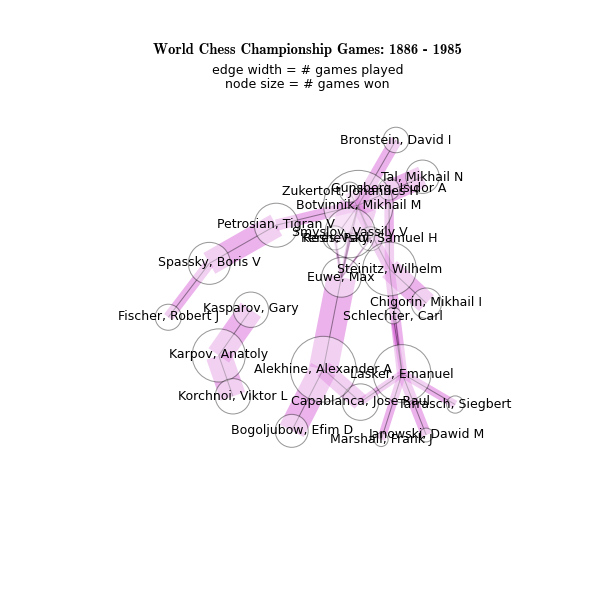 World Chess Championship Games: 1886 - 1985
edge width = # games played
node size = # games won
Bronstein, David I
Tal, Mikhail N
Gunsberg, Isidor A
Zukertort, Johannes H
Botvinnik, Mikhail M
Petrosian, Tigran V
Smyslov, Vassily V
Samuel H
Spassky, Boris V
Steinitz, Wilhelm
Euwe, Max
Chigorin, Mikhail I
Kasparov, Gary
Fischer, Robert J
Schlechter, Carl
Karpov, Anatoly
Alekhine, Alexander A
Lasker, Emanuel
Korchnoi, Viktor L
Capablanca, Jose Raul
Tarrasch, Siegbert
Bogoljubow, Efim D
Janowski, Dawid M
Marshall, Frank J